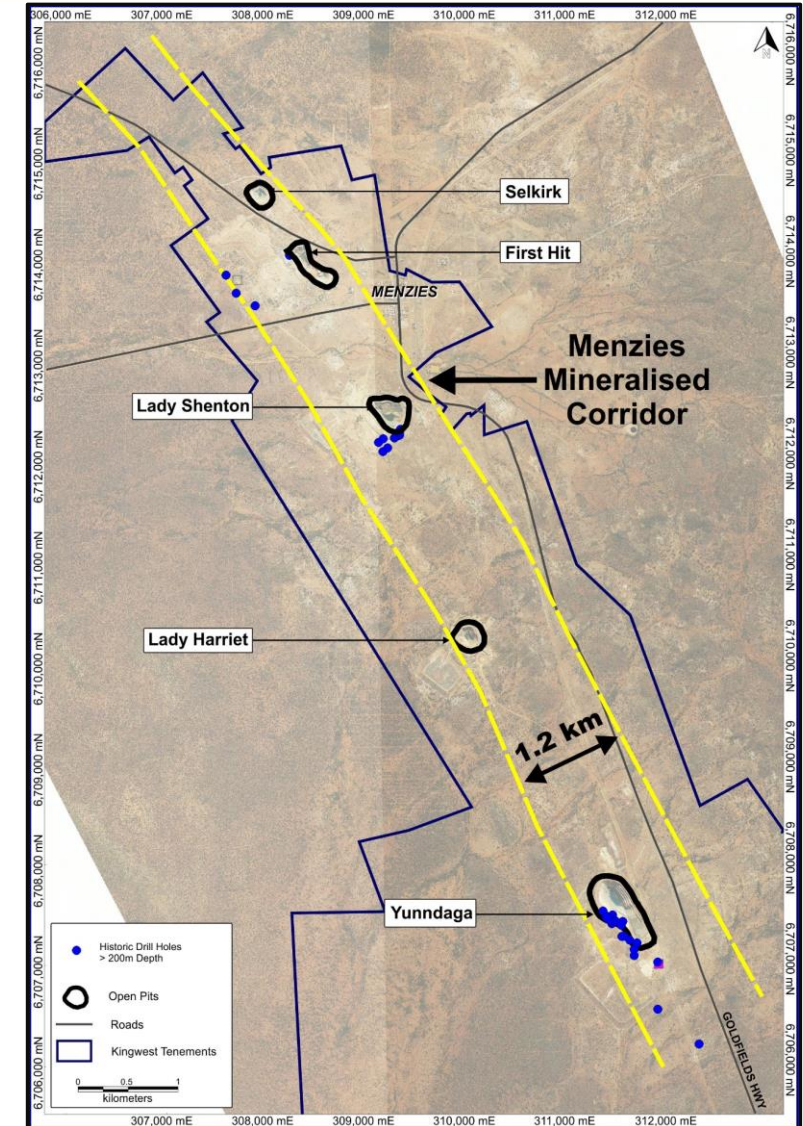 306,000 mE 307,000 mE 308,000 mE 309,000 mE 310,000 mE 311,000 mE 312,000 mE
6,716,000 mN
6,715,000 mN
6,714,000 mN
6,713,000 mN
6,712,000 mN
6,711,000 mN
6,710,000 mN
6,709,000 mN
6,708,000 mN
6,707,000 mN
6,706,000 mN
6,716,000 mN
6,715,000 mN
6,714,000 mN
6,713,000 mN
6,712,000 mN
6,711,000 mN
6,710,000 mN
6,709,000 mN
6,708,000 mN
6,707,000 mN
6,706,000 mN
N
Selkirk
First Hit
MENZIES
Menzies
Mineralised
Corridor
Lady Shenton
Lady Harriet
1.2 km
Yunndaga
GOLDFIELDS HWY
Historic Drill Holes
> 200m Depth
Open Pits
Roads
Kingwest Tenements
0 0.5 1
kilometers
307,000 mE 308,000 mE 309,000 mE 310,000 mE 311,000 mE 312,000 mE